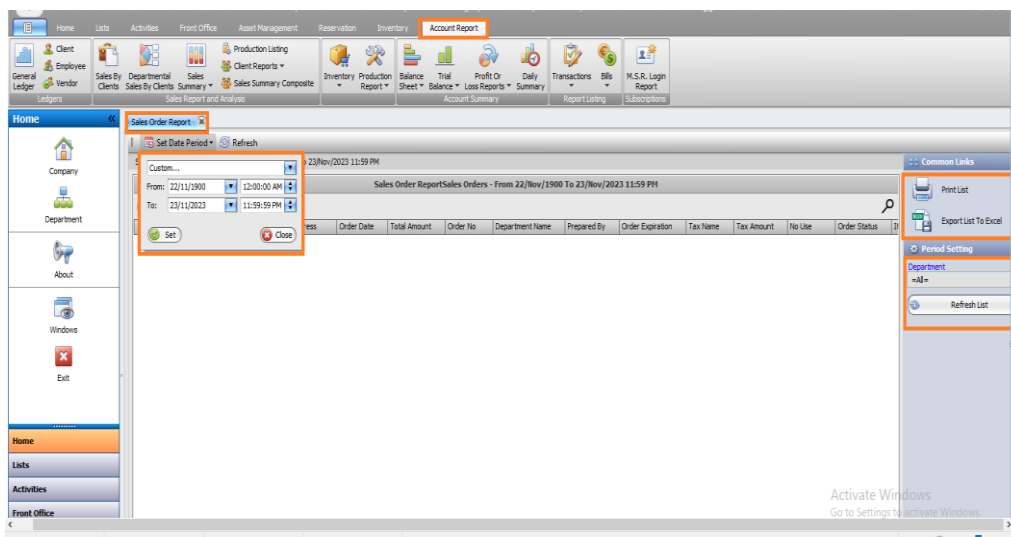 Home Lists Activities Front Office Asset Management Reservation Inventory Account Report
General Ledger
Client
Employee
Vendor
Sales By Clients
Departmental Sales By Clients
Sales Summary
Production Listing
Client Reports
Sales Summary Composite
Inventory
Production Report
Balance Sheet
Trial Balance
Profit Or Loss Reports
Daily Summary
Transactions
Bills
M.S.R. Login Report
Ledgers Sales Report and Analysis Account Summary Report Listing Subscriptions
Home «
Company
Department
About
Windows
Exit
Home
Lists
Activities
Front Office
Sales Order Report X
Set Date Period Refresh
23/Nov/2023 11:59 PM
Custom...
From: 22/11/1900 12:00:00 AM
To: 23/11/2023 11:59:59 PM
Set Close
Sales Order ReportSales Orders - From 22/Nov/1900 To 23/Nov/2023 11:59 PM
ress Order Date Total Amount Order No Department Name Prepared By Order Expiration Tax Name Tax Amount No Use Order Status
Common Links
Print List
Export List To Excel
Period Setting
Department
=All=
Refresh List
Activate Windows
Go to Settings to activate Windows.